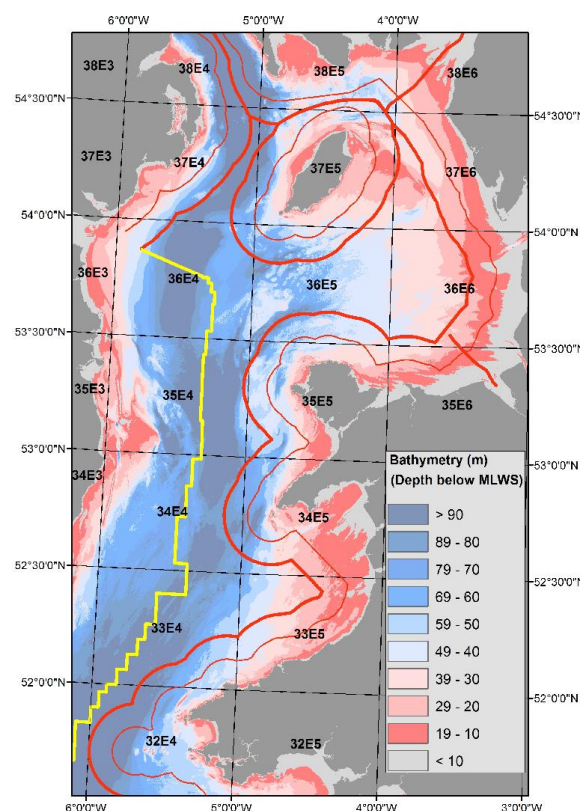 6°0'0"W 5°0'0"W 4°0'0"W
38E3
38E4
38E5
38E6
54°30'0"N
54°30'0"N
37E3
37E4
37E5
37E6
54°0'0"N
54°0'0"N
36E3
36E4
36E5
36E6
53°30'0"N
53°30'0"N
35E3
35E4
35E5
35E6
53°0'0"N
53°0'0"N
34E3
34E4
34E5
52°30'0"N
52°30'0"N
33E4
33E5
52°0'0"N
52°0'0"N
32E4
32E5
Bathymetry (m)
(Depth below MLWS)
> 90
89 - 80
79 - 70
69 - 60
59 - 50
49 - 40
39 - 30
29 - 20
19 - 10
< 10
6°0'0"W 5°0'0"W 4°0'0"W 3°0'0"W